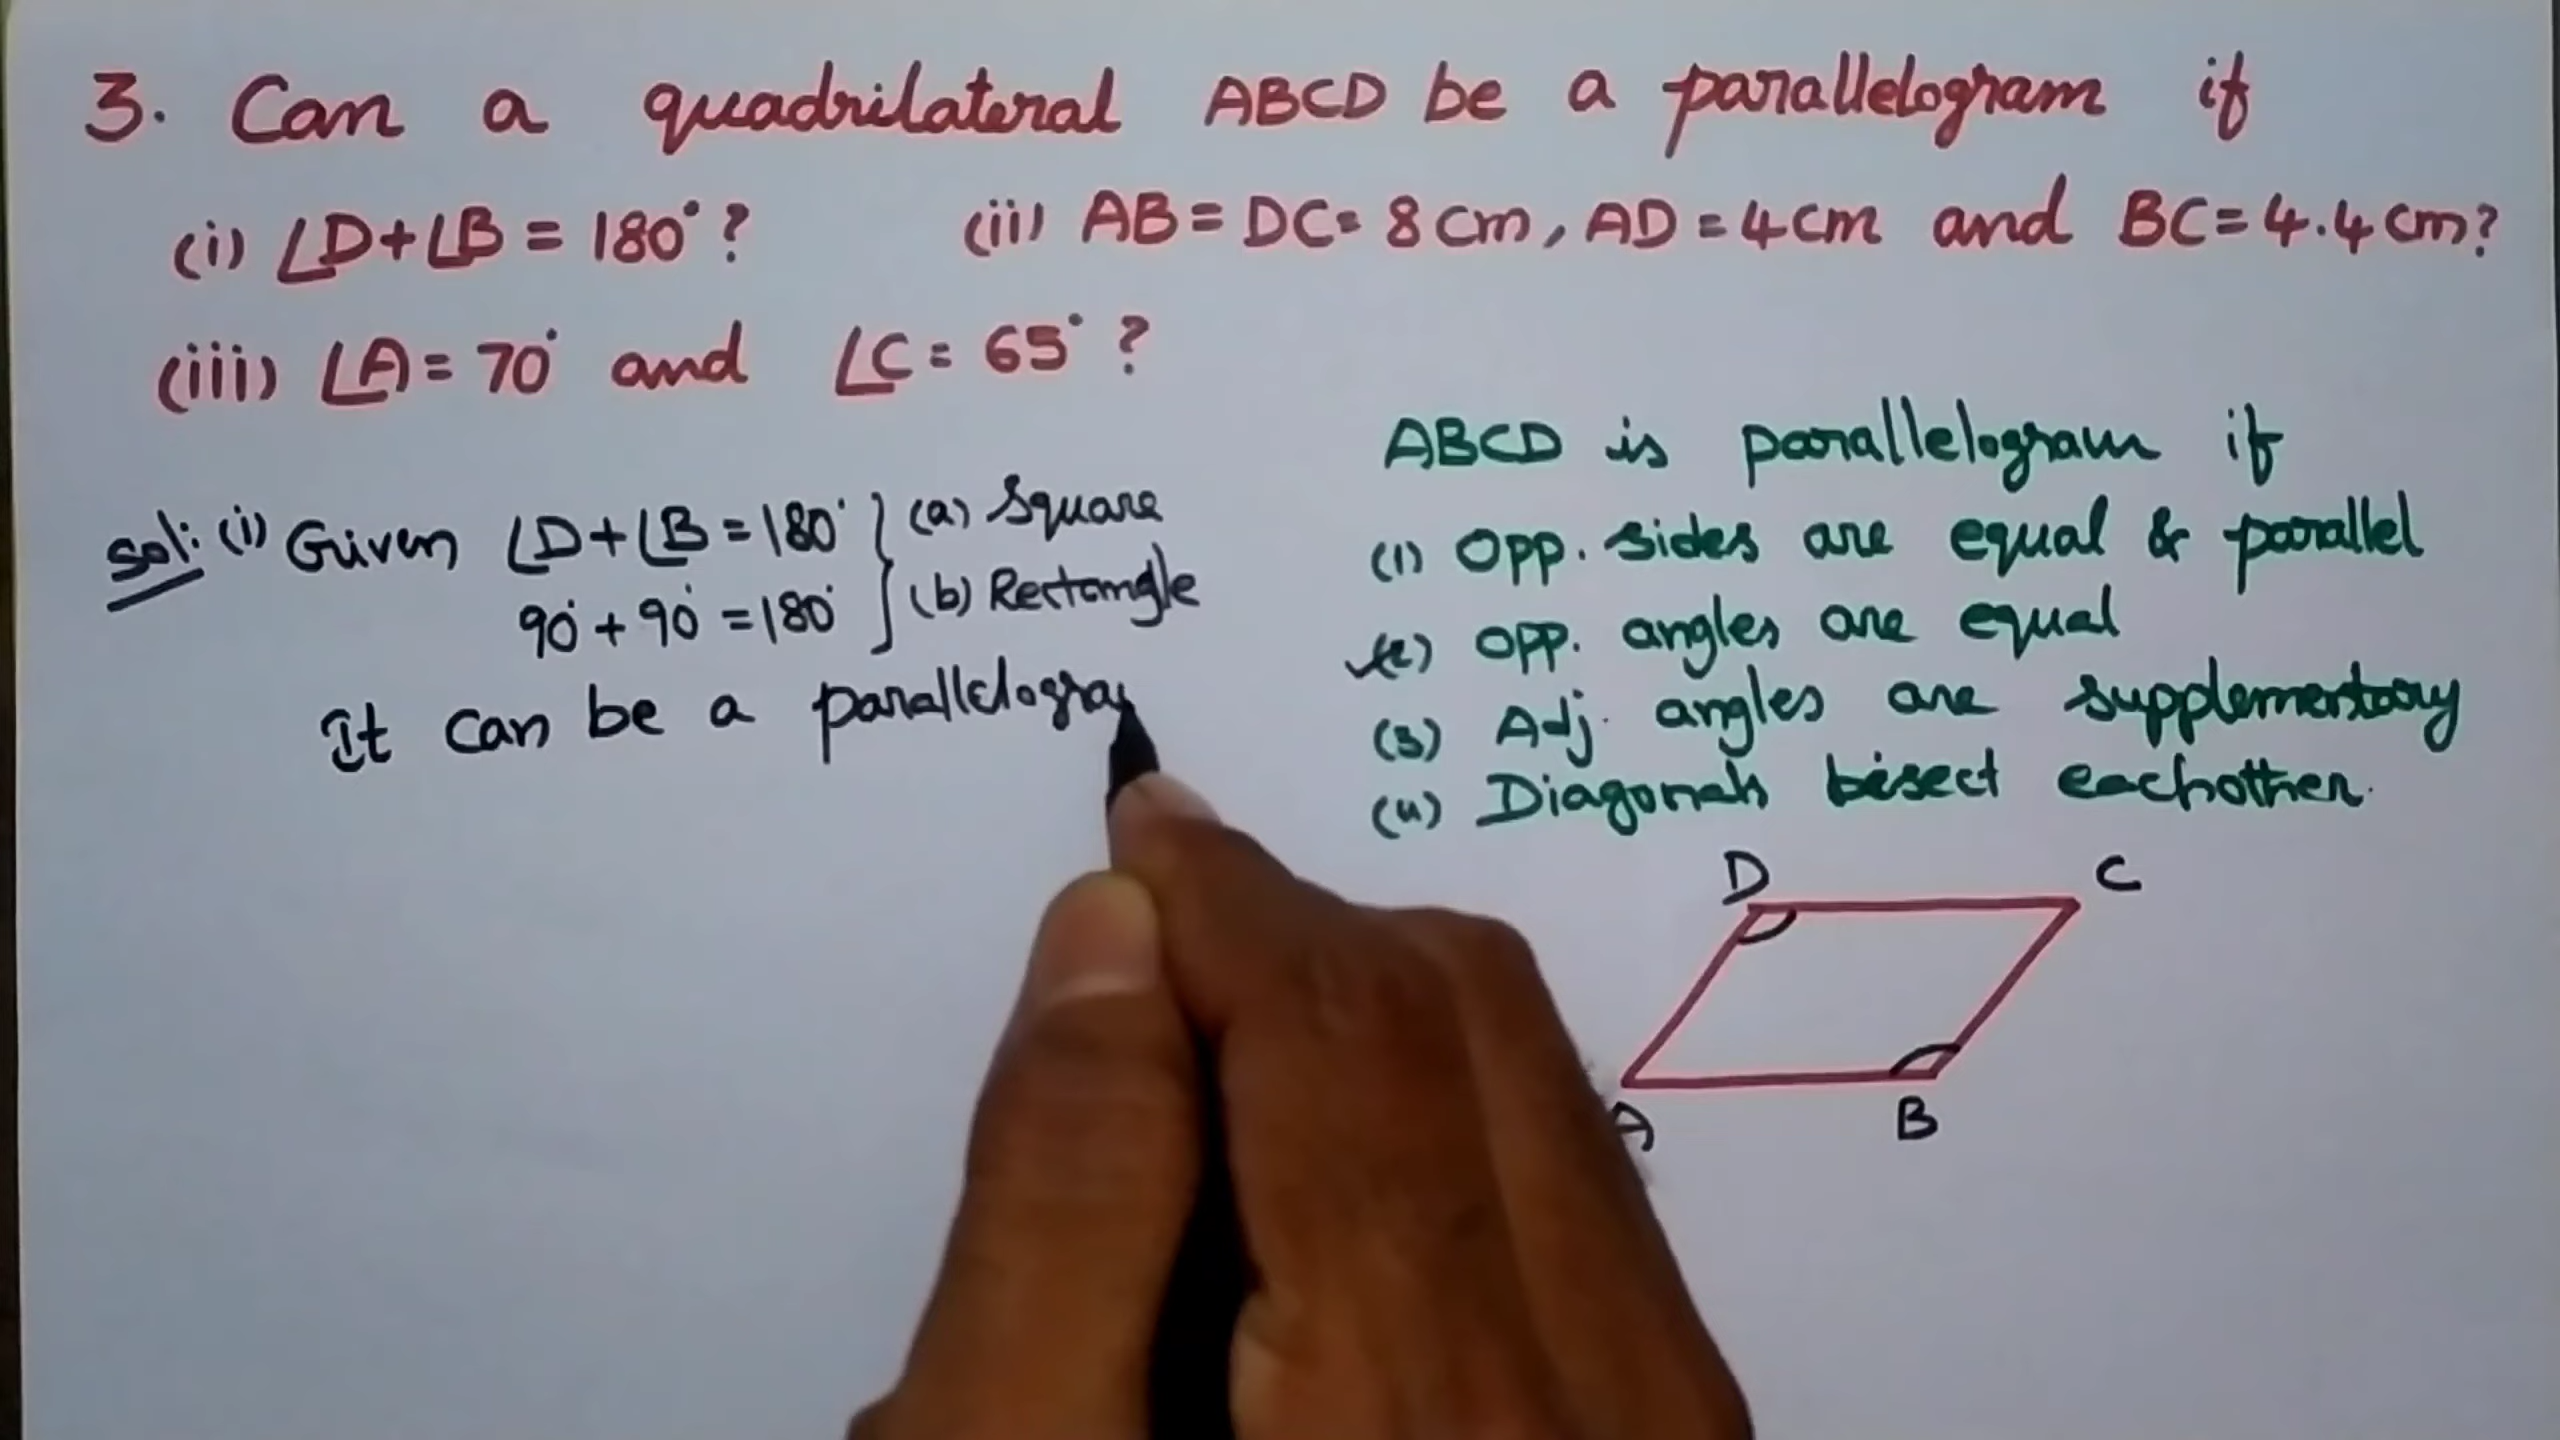 3. Can a quadrilateral ABCD be a parallelogram if
(i) ∠D+∠B = 180°? (ii) AB = DC = 8 cm, AD = 4 cm and BC = 4.4 cm?
(iii) ∠A = 70° and ∠C = 65° ?
Sol: (i) Given ∠D+∠B = 180° } (a) Square
90° + 90° = 180° (b) Rectangle
It can be a parallelogra
ABCD is parallelogram if
(1) Opp. sides are equal & parallel
(2) Opp. angles are equal
(3) Adj. angles are supplementary
(4) Diagonals bisect eachother.
D C
A B